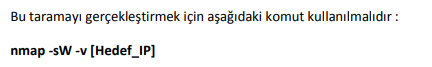 Bu taramayı gerçekleştirmek için aşağıdaki komut kullanılmalıdır :
nmap -sW -v [Hedef_IP]